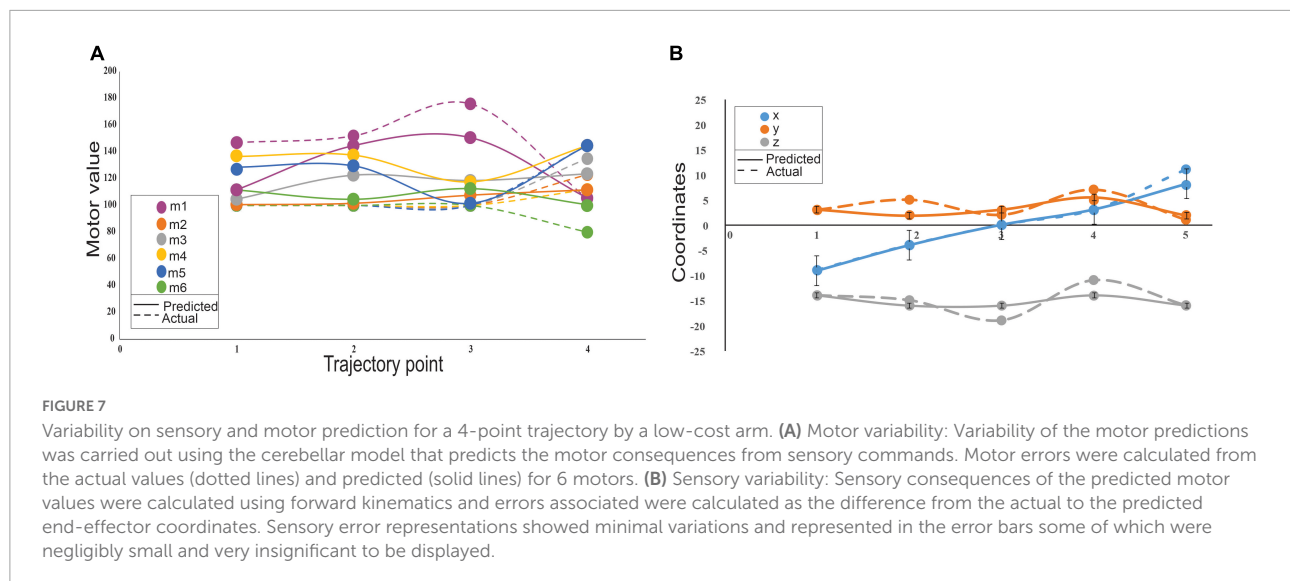 A
200
180
160
140
120
100
80
60
40
20
0
Motor value
m1
m2
m3
m4
m5
m6
Predicted
Actual
0 1 2 3 4
Trajectory point
B
25
20
15
10
5
0
-5
-10
-15
-20
-25
Coordinates
x
y
z
Predicted
Actual
0 1 2 3 4 5
FIGURE 7
Variability on sensory and motor prediction for a 4-point trajectory by a low-cost arm. (A) Motor variability: Variability of the motor predictions
was carried out using the cerebellar model that predicts the motor consequences from sensory commands. Motor errors were calculated from
the actual values (dotted lines) and predicted (solid lines) for 6 motors. (B) Sensory variability: Sensory consequences of the predicted motor
values were calculated using forward kinematics and errors associated were calculated as the difference from the actual to the predicted
end-effector coordinates. Sensory error representations showed minimal variations and represented in the error bars some of which were
negligibly small and very insignificant to be displayed.